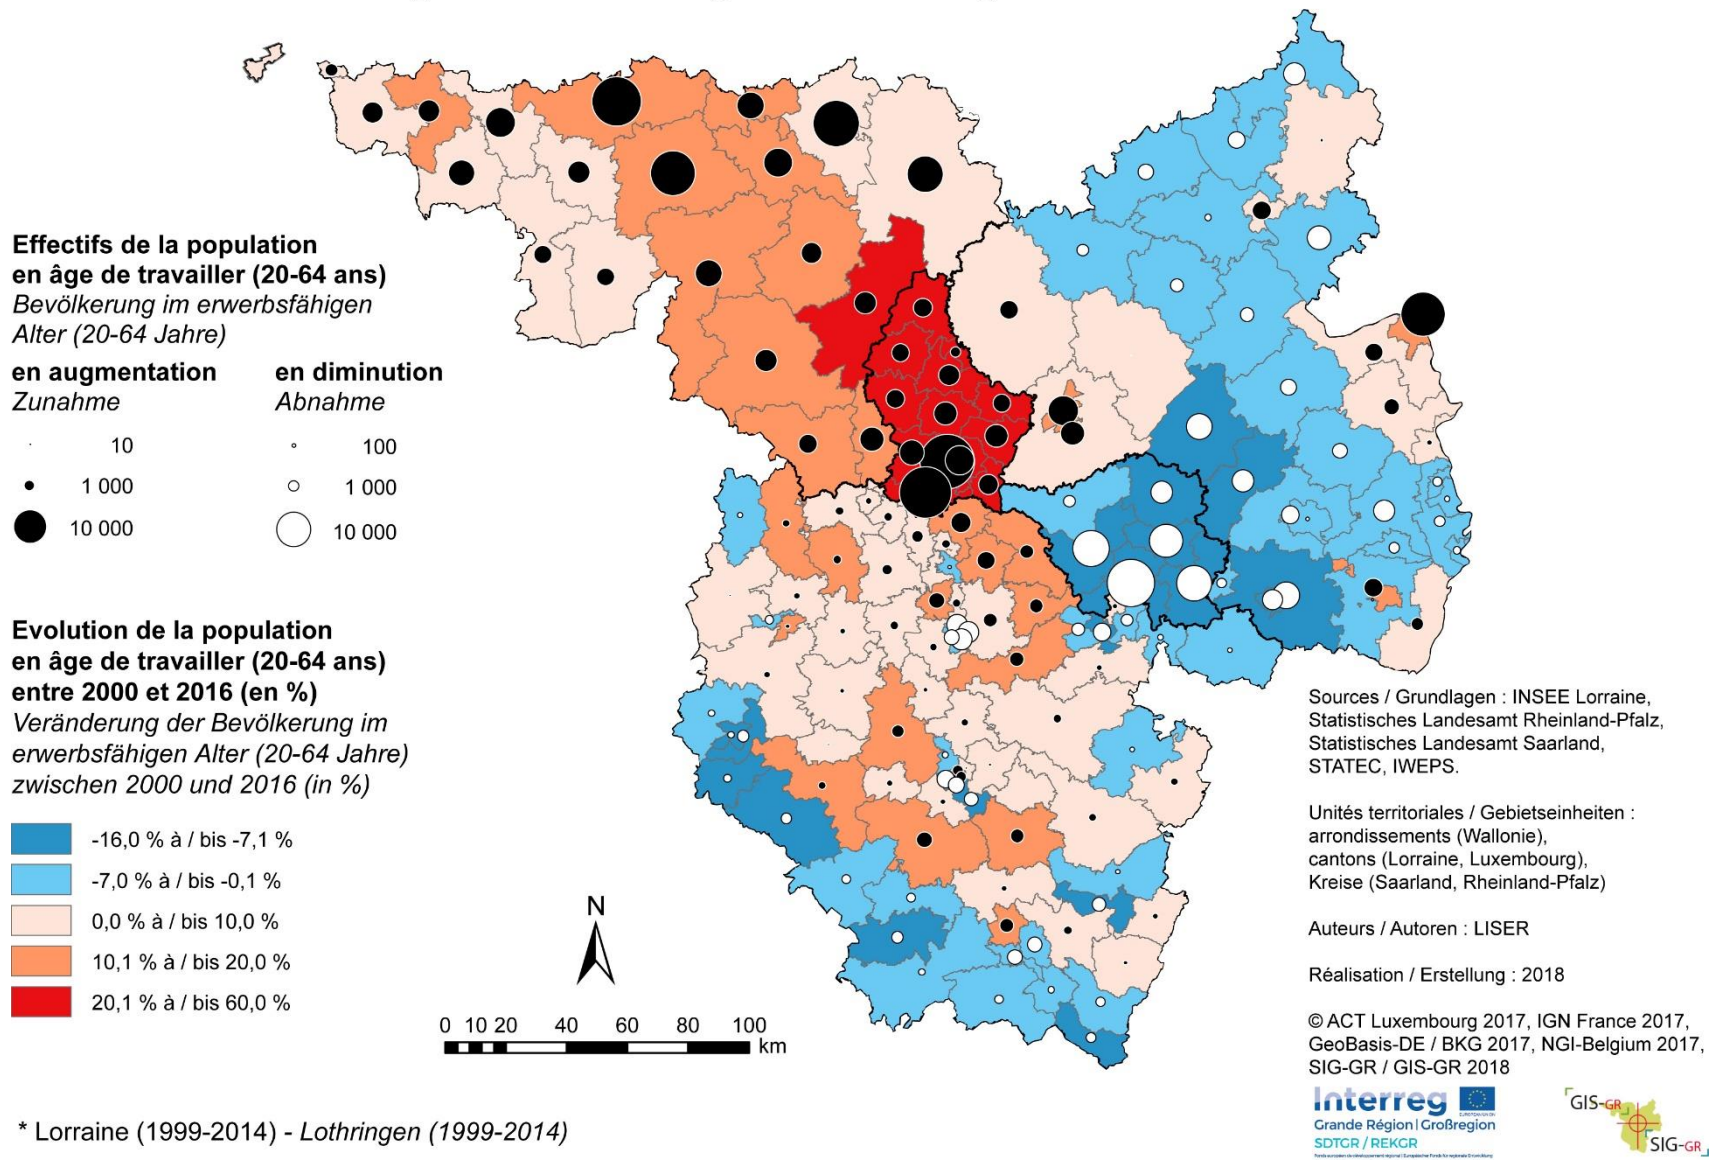 Effectifs de la population
en âge de travailler (20-64 ans)
Bevölkerung im erwerbsfähigen
Alter (20-64 Jahre)
en augmentation
Zunahme
en diminution
Abnahme
10
1 000
10 000
100
1 000
10 000
Evolution de la population
en âge de travailler (20-64 ans)
entre 2000 et 2016 (en %)
Veränderung der Bevölkerung im
erwerbsfähigen Alter (20-64 Jahre)
zwischen 2000 und 2016 (in %)
-16,0 % à / bis -7,1 %
-7,0 % à / bis -0,1 %
0,0 % à / bis 10,0 %
10,1 % à / bis 20,0 %
20,1 % à / bis 60,0 %
N
0 10 20 40 60 80 100
km
Sources / Grundlagen : INSEE Lorraine,
Statistisches Landesamt Rheinland-Pfalz,
Statistisches Landesamt Saarland,
STATEC, IWEPS.
Unités territoriales / Gebietseinheiten :
arrondissements (Wallonie),
cantons (Lorraine, Luxembourg),
Kreise (Saarland, Rheinland-Pfalz)
Auteurs / Autoren : LISER
Réalisation / Erstellung : 2018
© ACT Luxembourg 2017, IGN France 2017,
GeoBasis-DE / BKG 2017, NGI-Belgium 2017,
SIG-GR / GIS-GR 2018
Interreg
Grande Région | Großregion
SDTGR / REKGR
GIS-GR
SIG-GR
* Lorraine (1999-2014) - Lothringen (1999-2014)